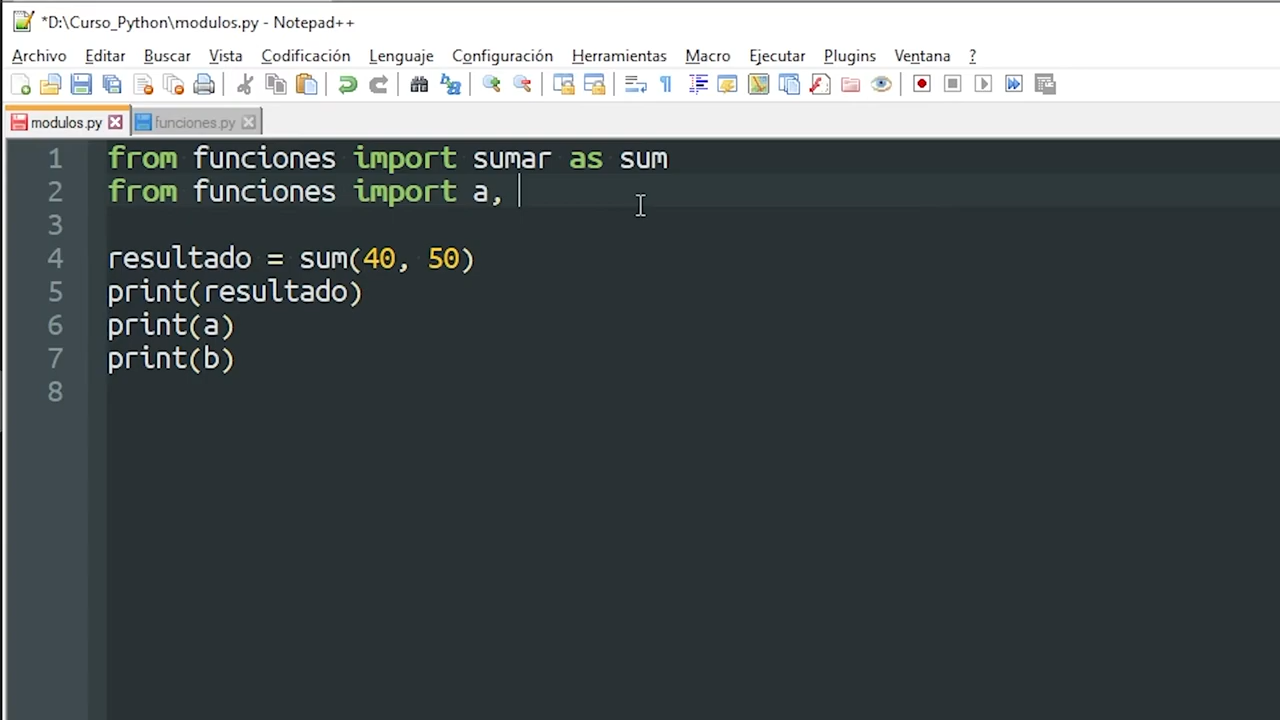 *D:\Curso_Python\modulos.py - Notepad++
Archivo Editar Buscar Vista Codificación Lenguaje Configuración Herramientas Macro Ejecutar Plugins Ventana ?
modulos.py funciones.py
1 from funciones import sumar as sum
2 from funciones import a,
3
4 resultado = sum(40, 50)
5 print(resultado)
6 print(a)
7 print(b)
8